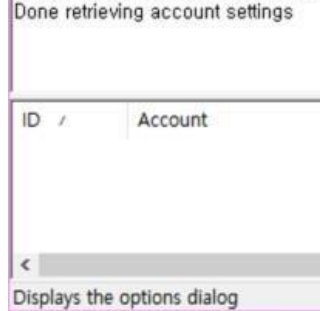 Done retrieving account settings
ID / Account
<
Displays the options dialog